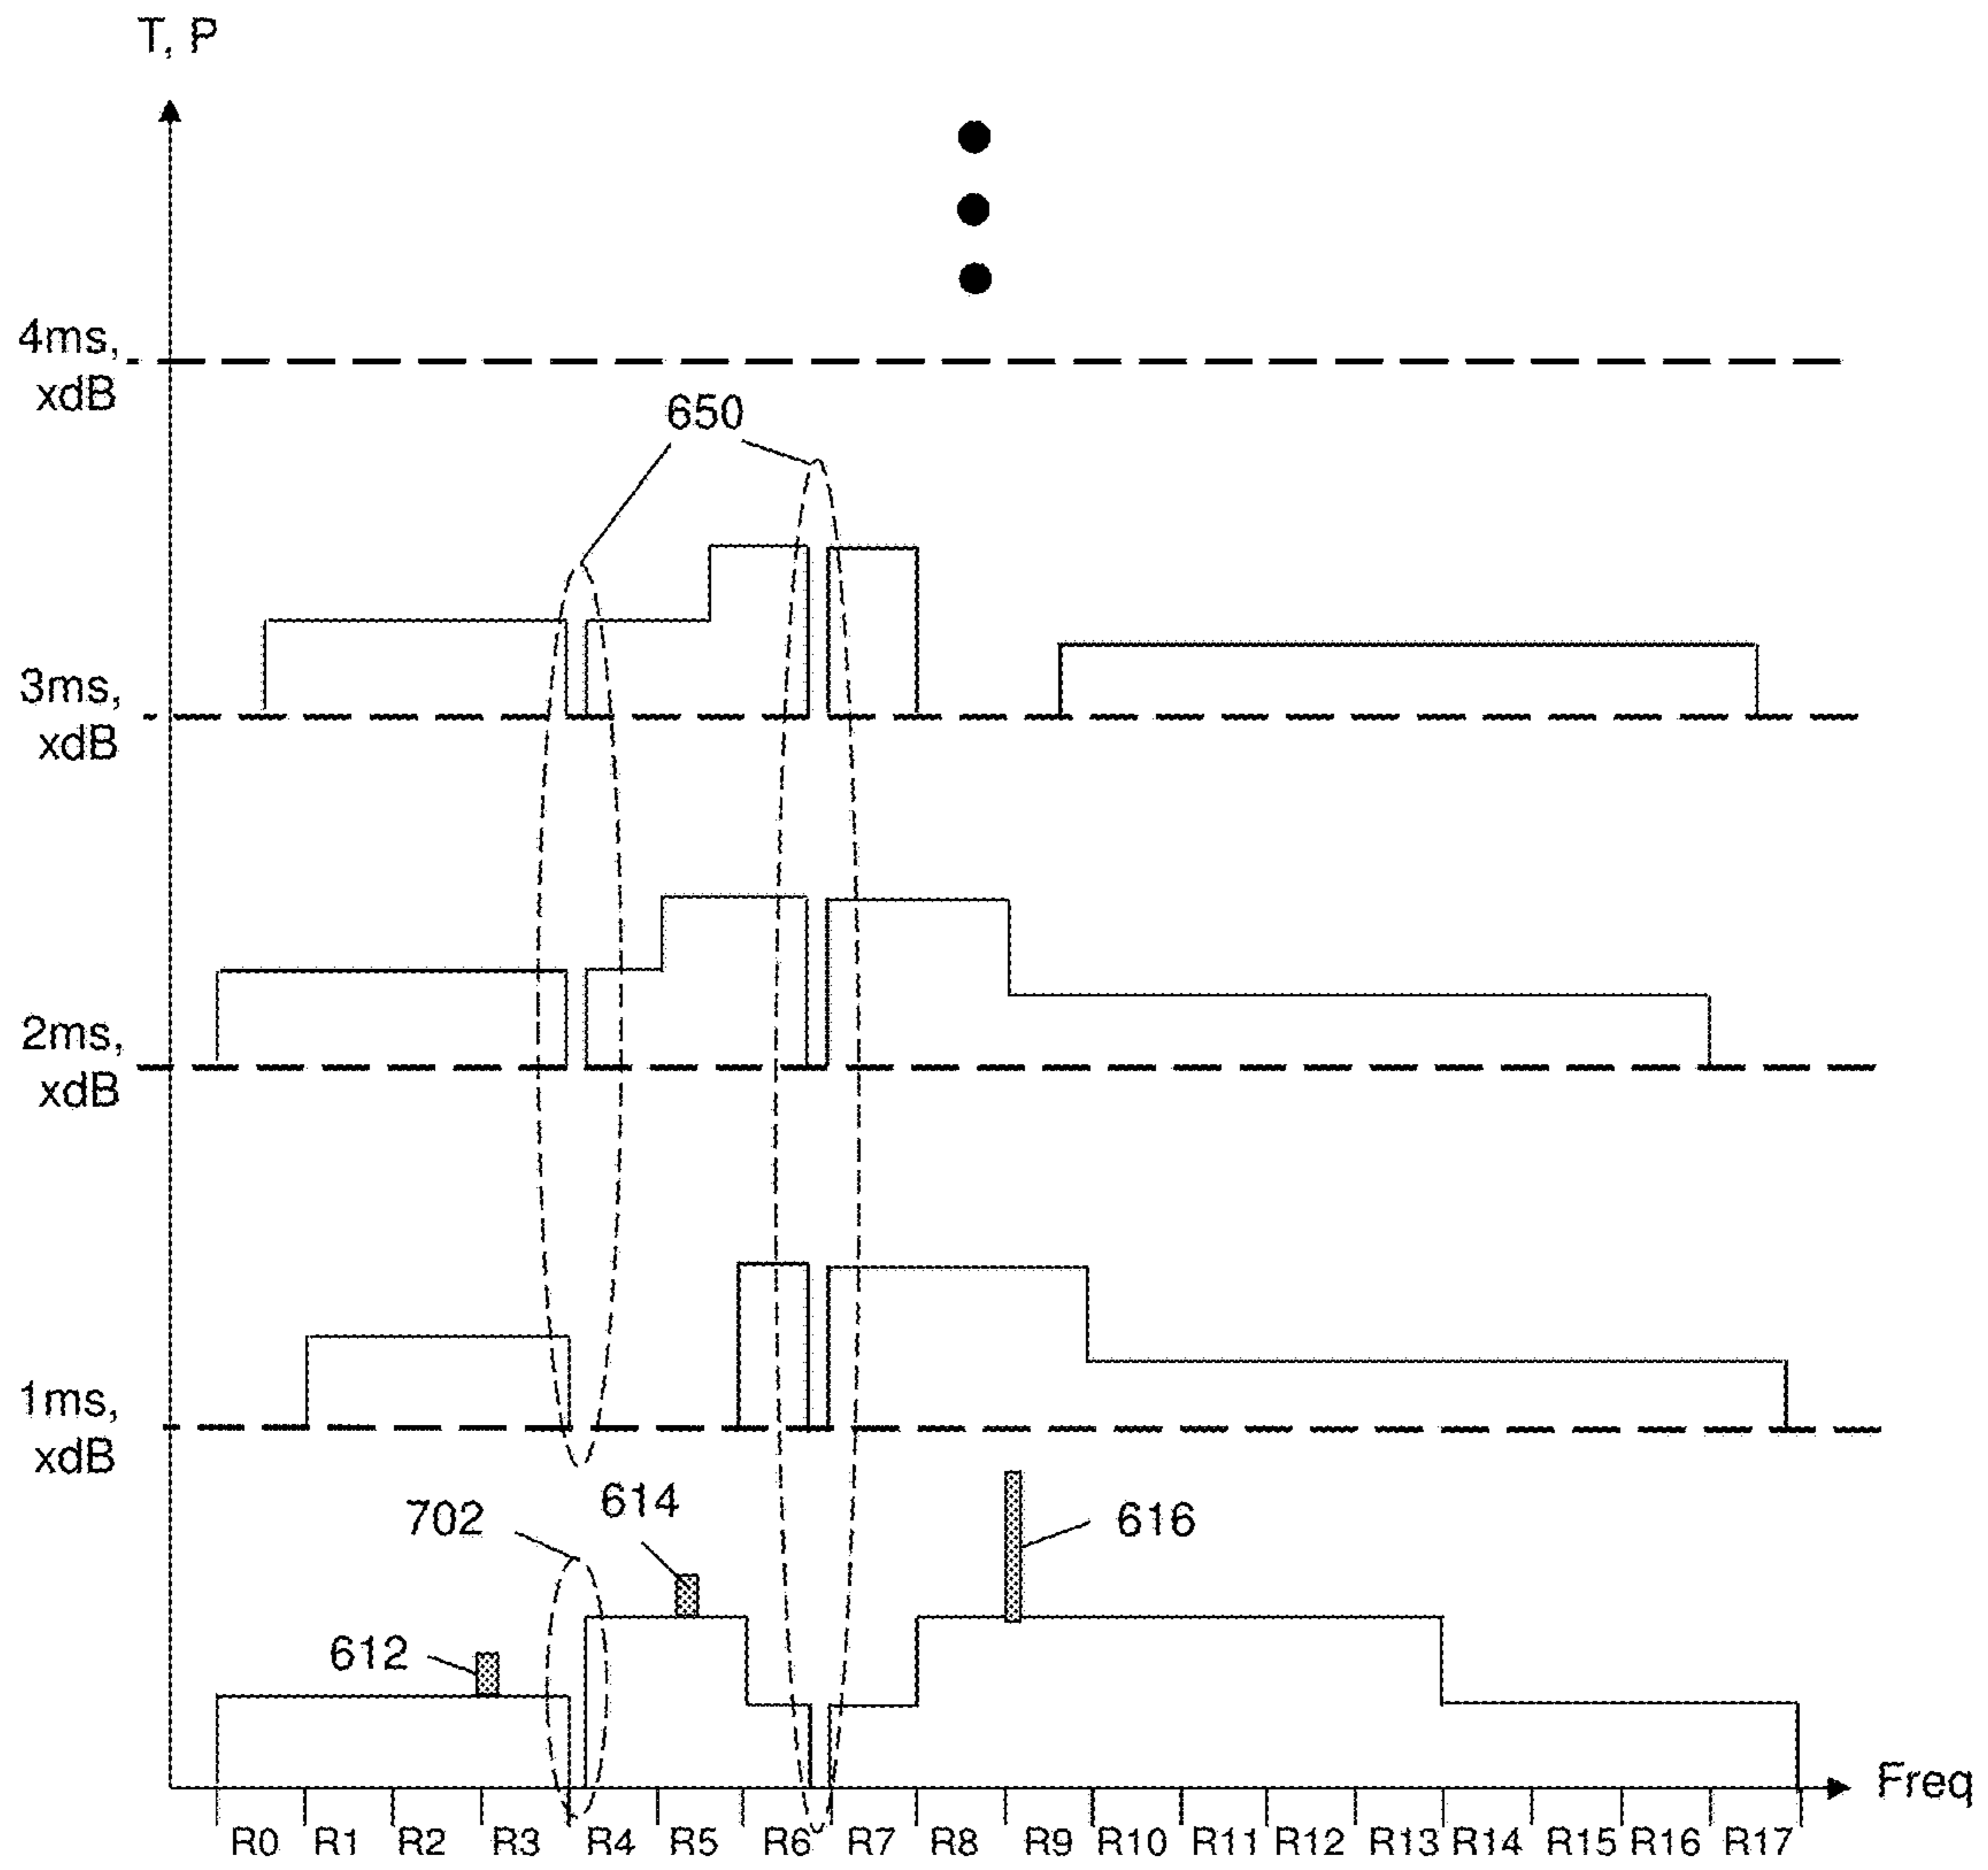 T, P
4ms,
xdB
650
3ms,
xdB
2ms,
xdB
1ms,
xdB
702
614
616
612
Freq
R0 R1 R2 R3 R4 R5 R6 R7 R8 R9 R10 R11 R12 R13 R14 R15 R16 R17